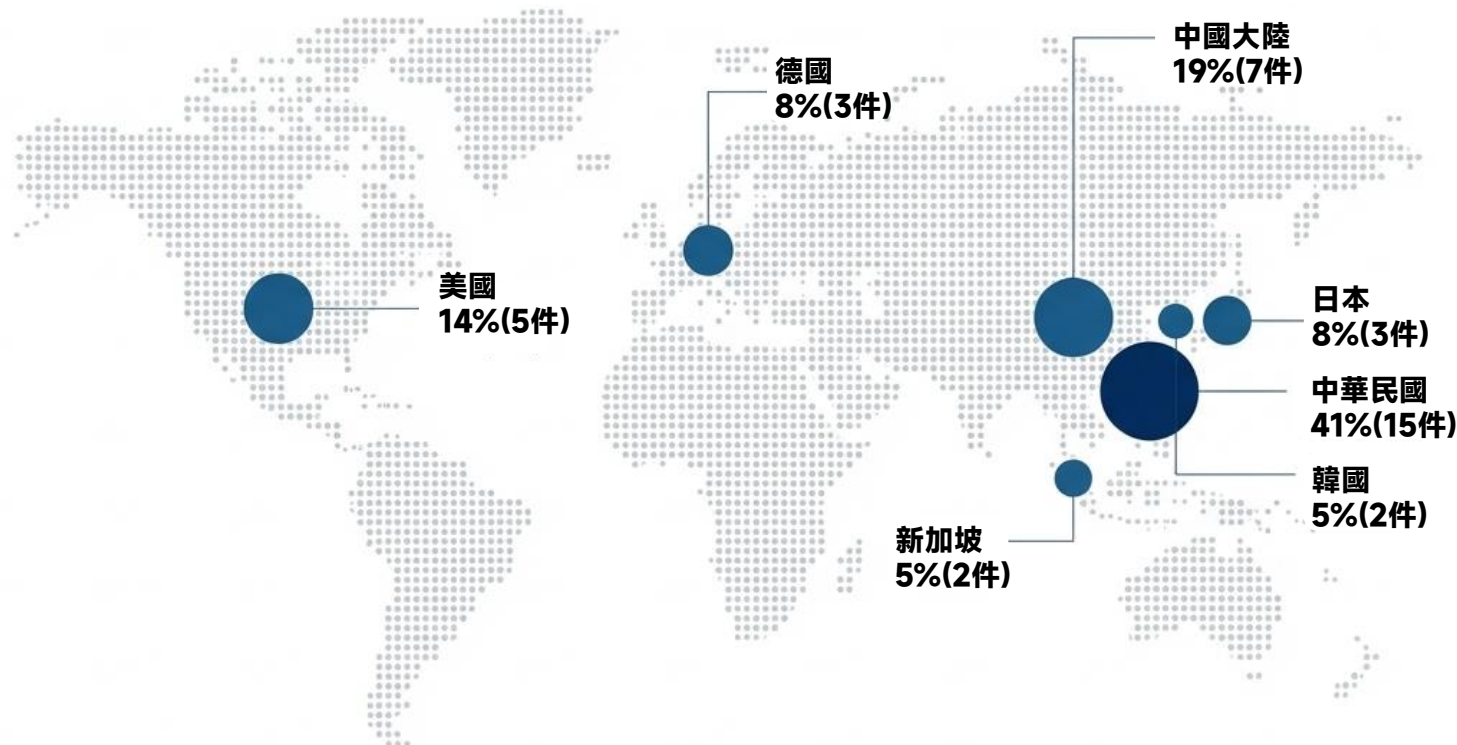 中國大陸
19%(7件)
德國
8%(3件)
美國
14%(5件)
日本
8%(3件)
中華民國
41%(15件)
韓國
5%(2件)
新加坡
5%(2件)